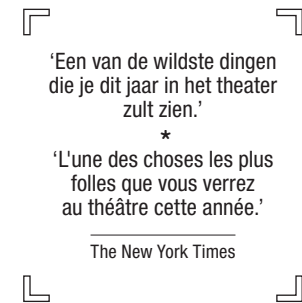 ‘Een van de wildste dingen
die je dit jaar in het theater
zult zien.’
*
‘L'une des choses les plus
folles que vous verrez
au théâtre cette année.’
The New York Times